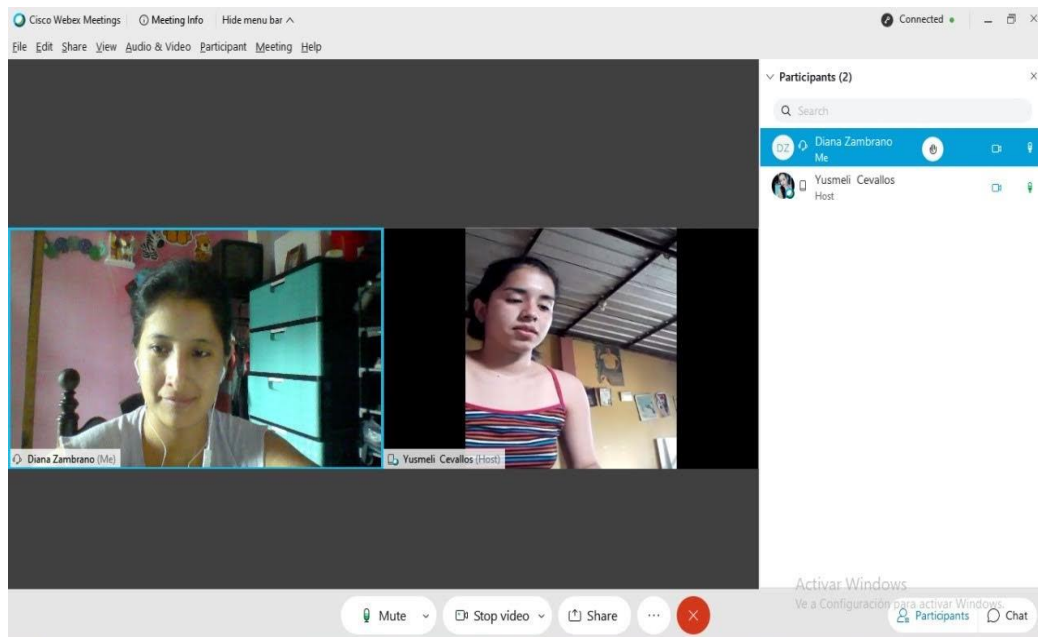 Cisco Webex Meetings Meeting Info Hide menu bar Connected
File Edit Share View Audio & Video Participant Meeting Help
Participants (2)
Search
DZ Diana Zambrano
Me
Yusmeli Cevallos
Host
Diana Zambrano (Me)
Yusmeli Cevallos (Host)
Activar Windows
Ve a Configuración para activar Windows.
Mute Stop video Share ... Participants Chat